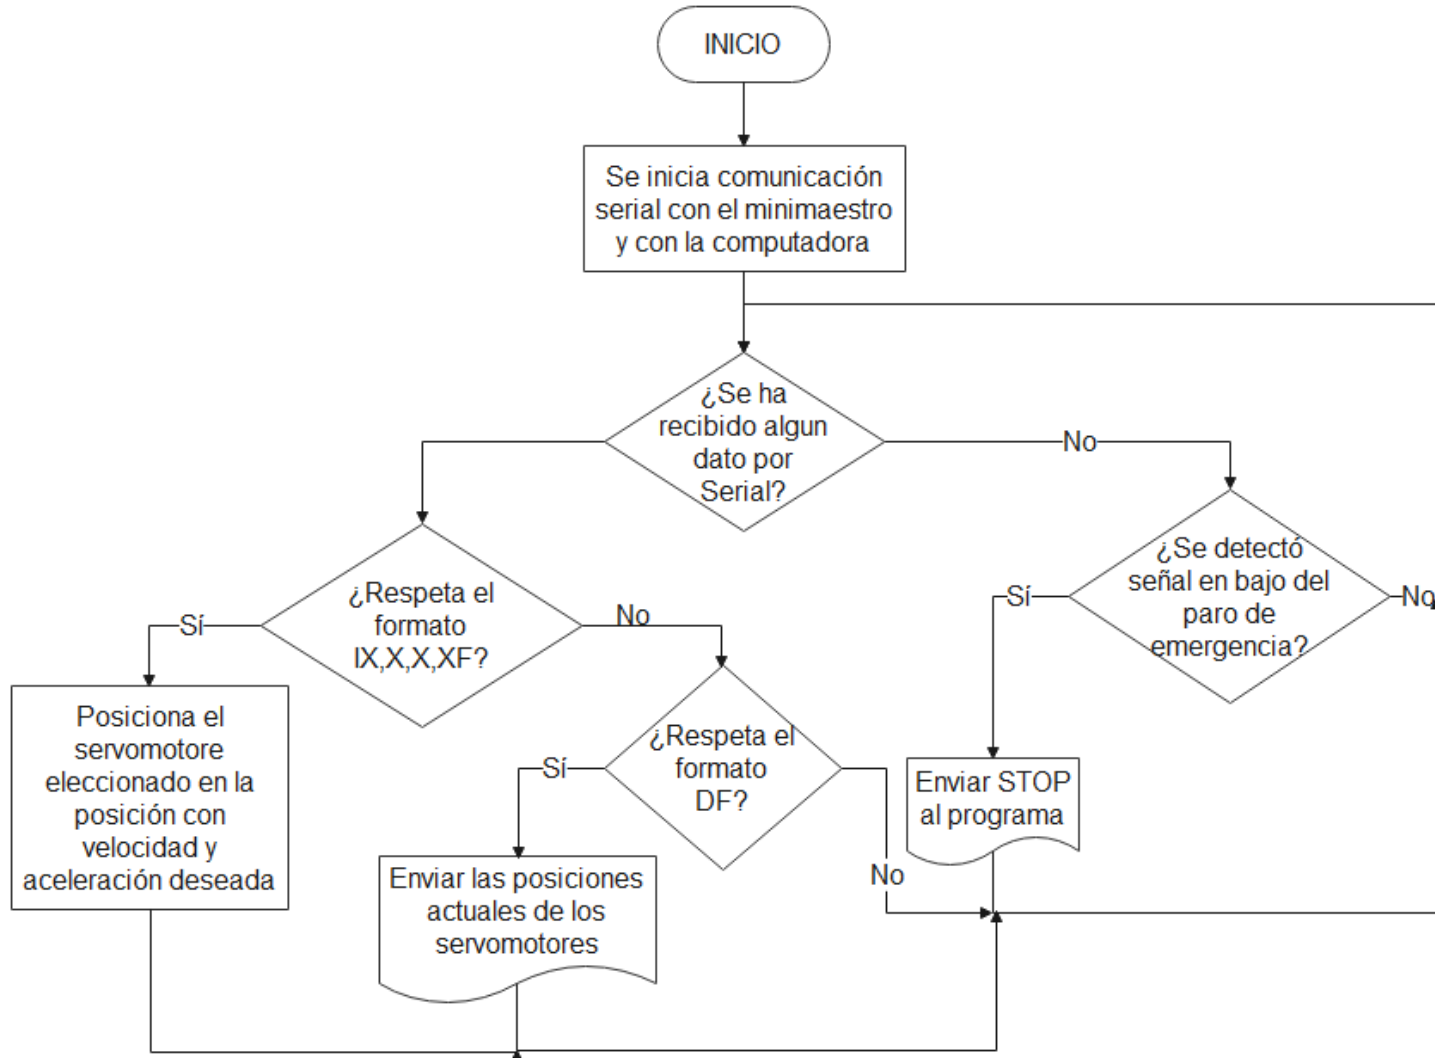 INICIO
Se inicia comunicación
serial con el minimaestro
y con la computadora
¿Se ha
recibido algun
dato por
Serial?
No
¿Se detectó
señal en bajo del
paro de
emergencia?
Sí
No
¿Respeta el
formato
IX,X,X,XF?
Sí
No
Posiciona el
servomotore
eleccionado en la
posición con
velocidad y
aceleración deseada
¿Respeta el
formato
DF?
Sí
No
Enviar STOP
al programa
Enviar las posiciones
actuales de los
servomotores